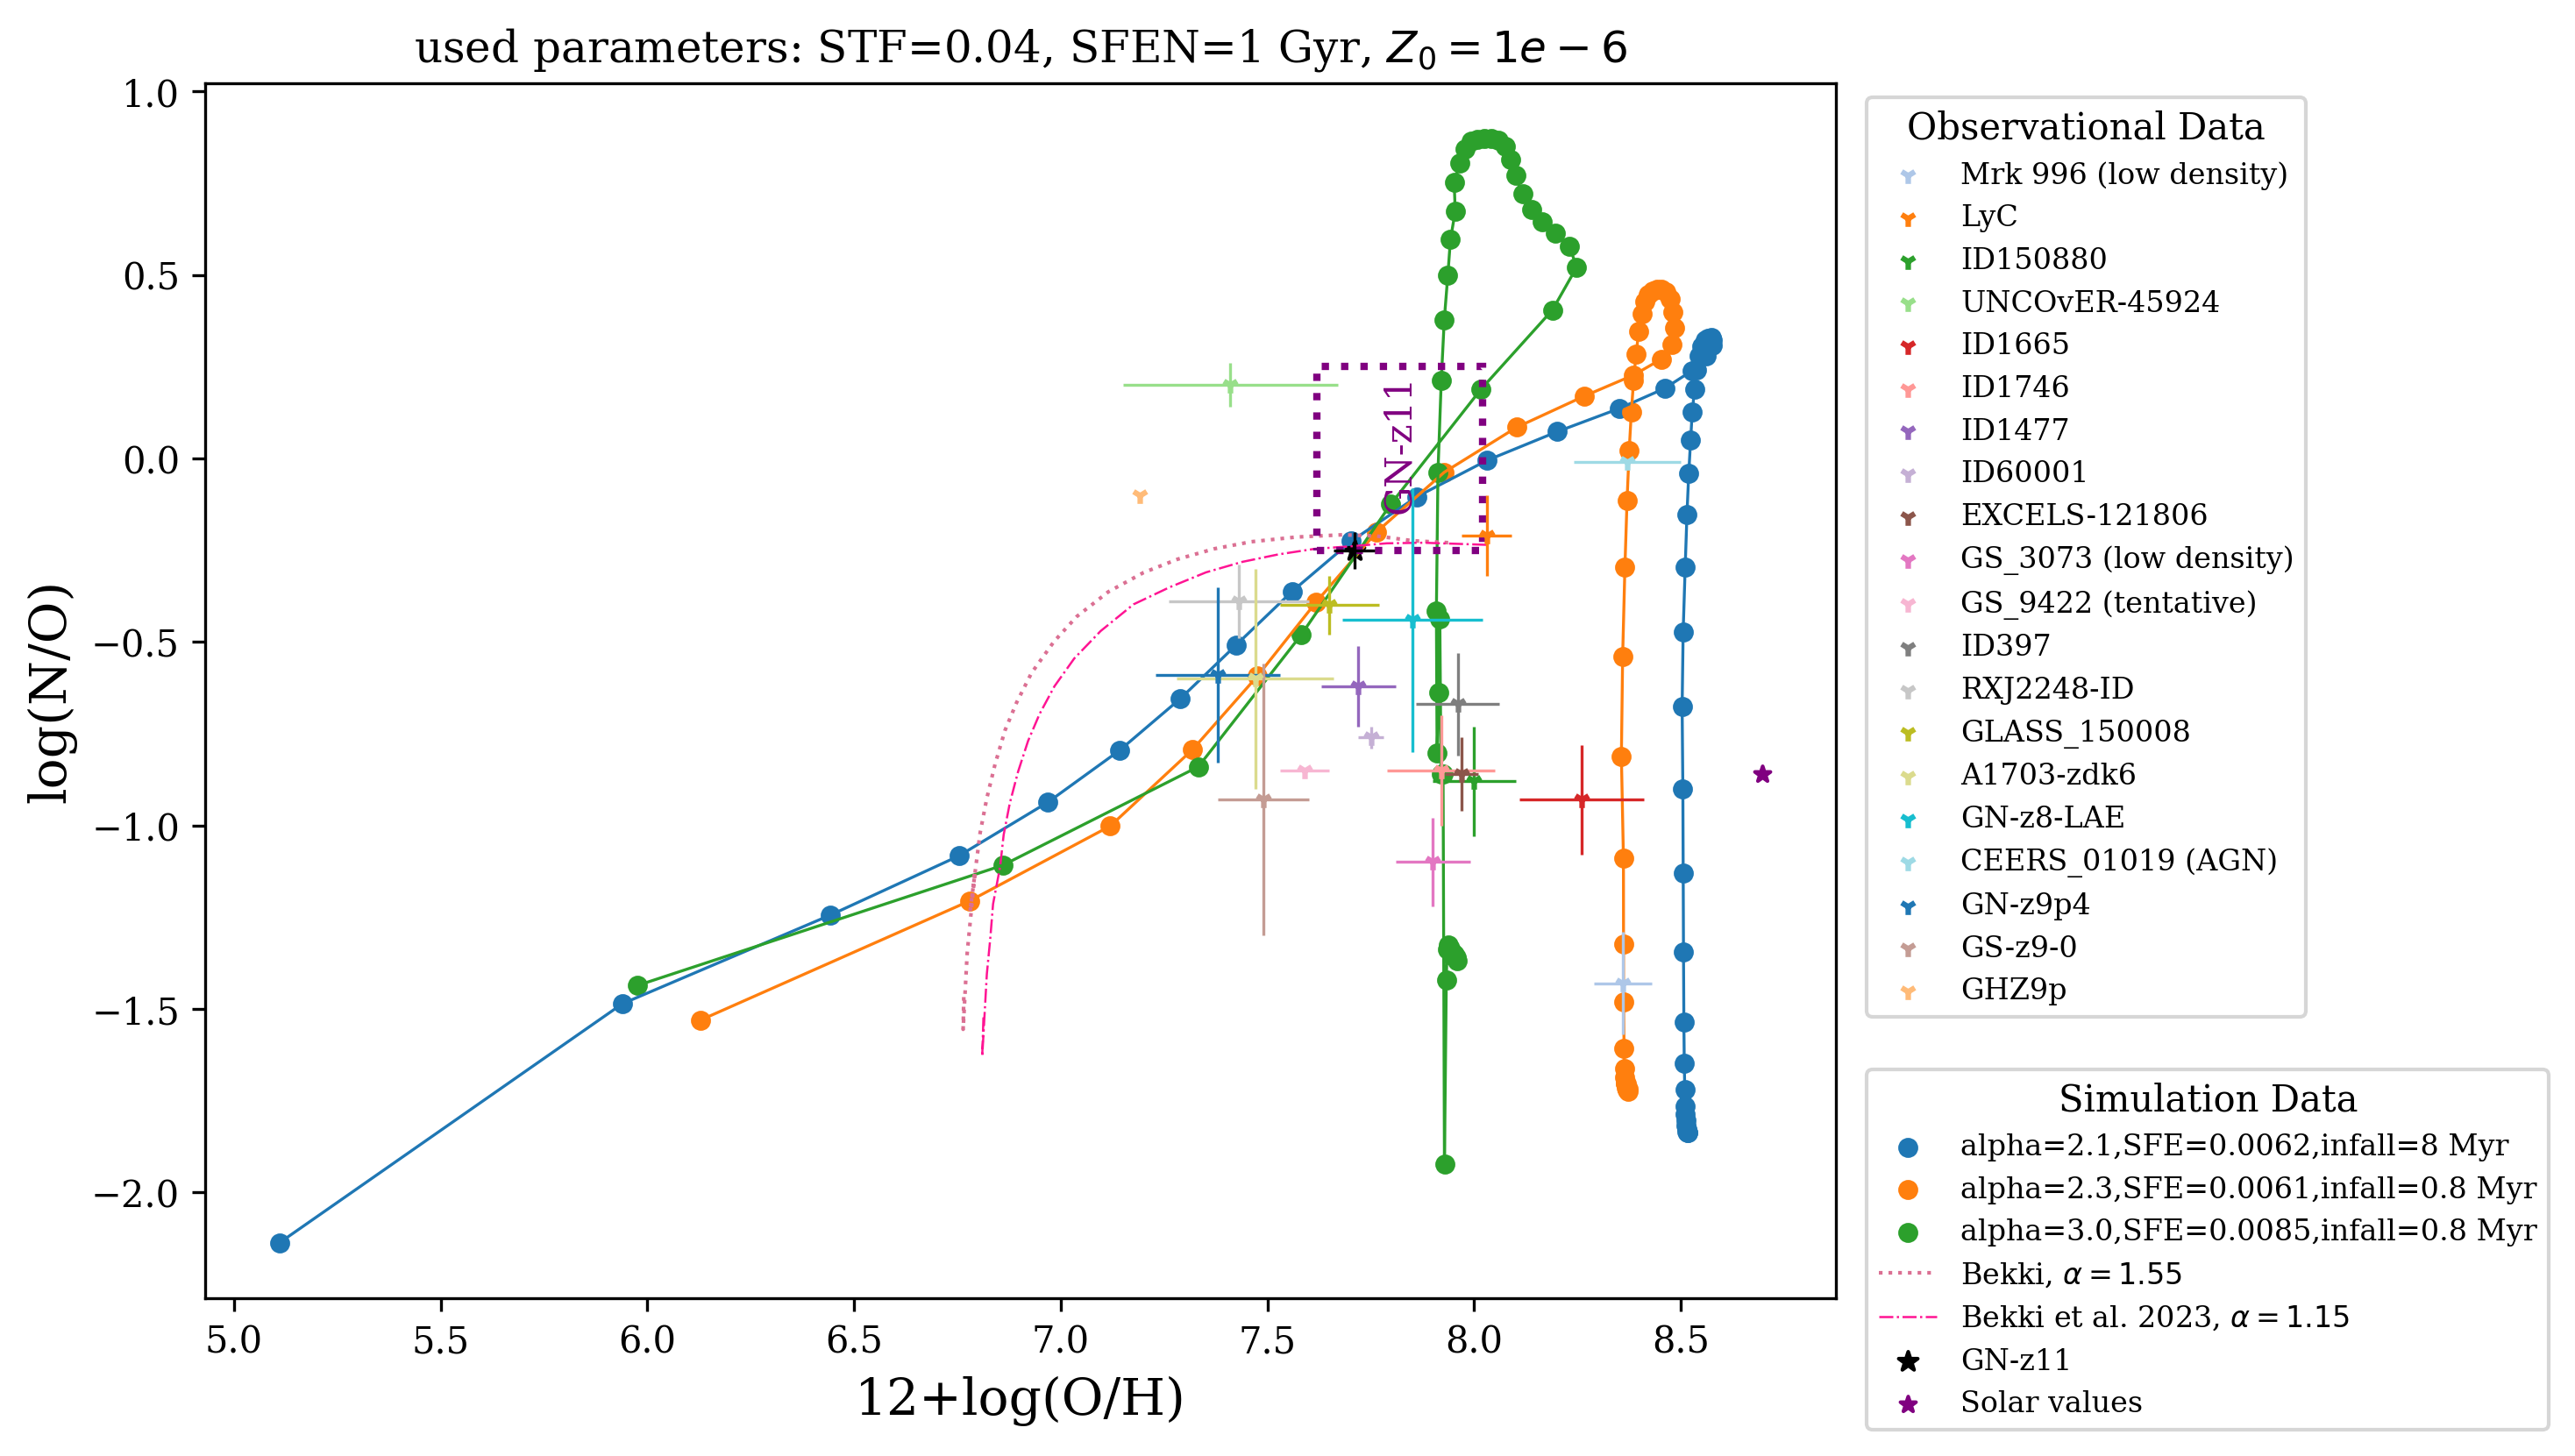 used parameters: STF=0.04, SFEN=1 Gyr, Z₀ = 1e − 6
log(N/O)
1.0
0.5
0.0
−0.5
−1.0
−1.5
−2.0
GN-z11
5.0
5.5
6.0
6.5
7.0
7.5
8.0
8.5
12+log(O/H)
Observational Data
Mrk 996 (low density)
LyC
ID150880
UNCOvER-45924
ID1665
ID1746
ID1477
ID60001
EXCELS-121806
GS_3073 (low density)
GS_9422 (tentative)
ID397
RXJ2248-ID
GLASS_150008
A1703-zdk6
GN-z8-LAE
CEERS_01019 (AGN)
GN-z9p4
GS-z9-0
GHZ9p
Simulation Data
alpha=2.1,SFE=0.0062,infall=8 Myr
alpha=2.3,SFE=0.0061,infall=0.8 Myr
alpha=3.0,SFE=0.0085,infall=0.8 Myr
Bekki, α = 1.55
Bekki et al. 2023, α = 1.15
GN-z11
Solar values